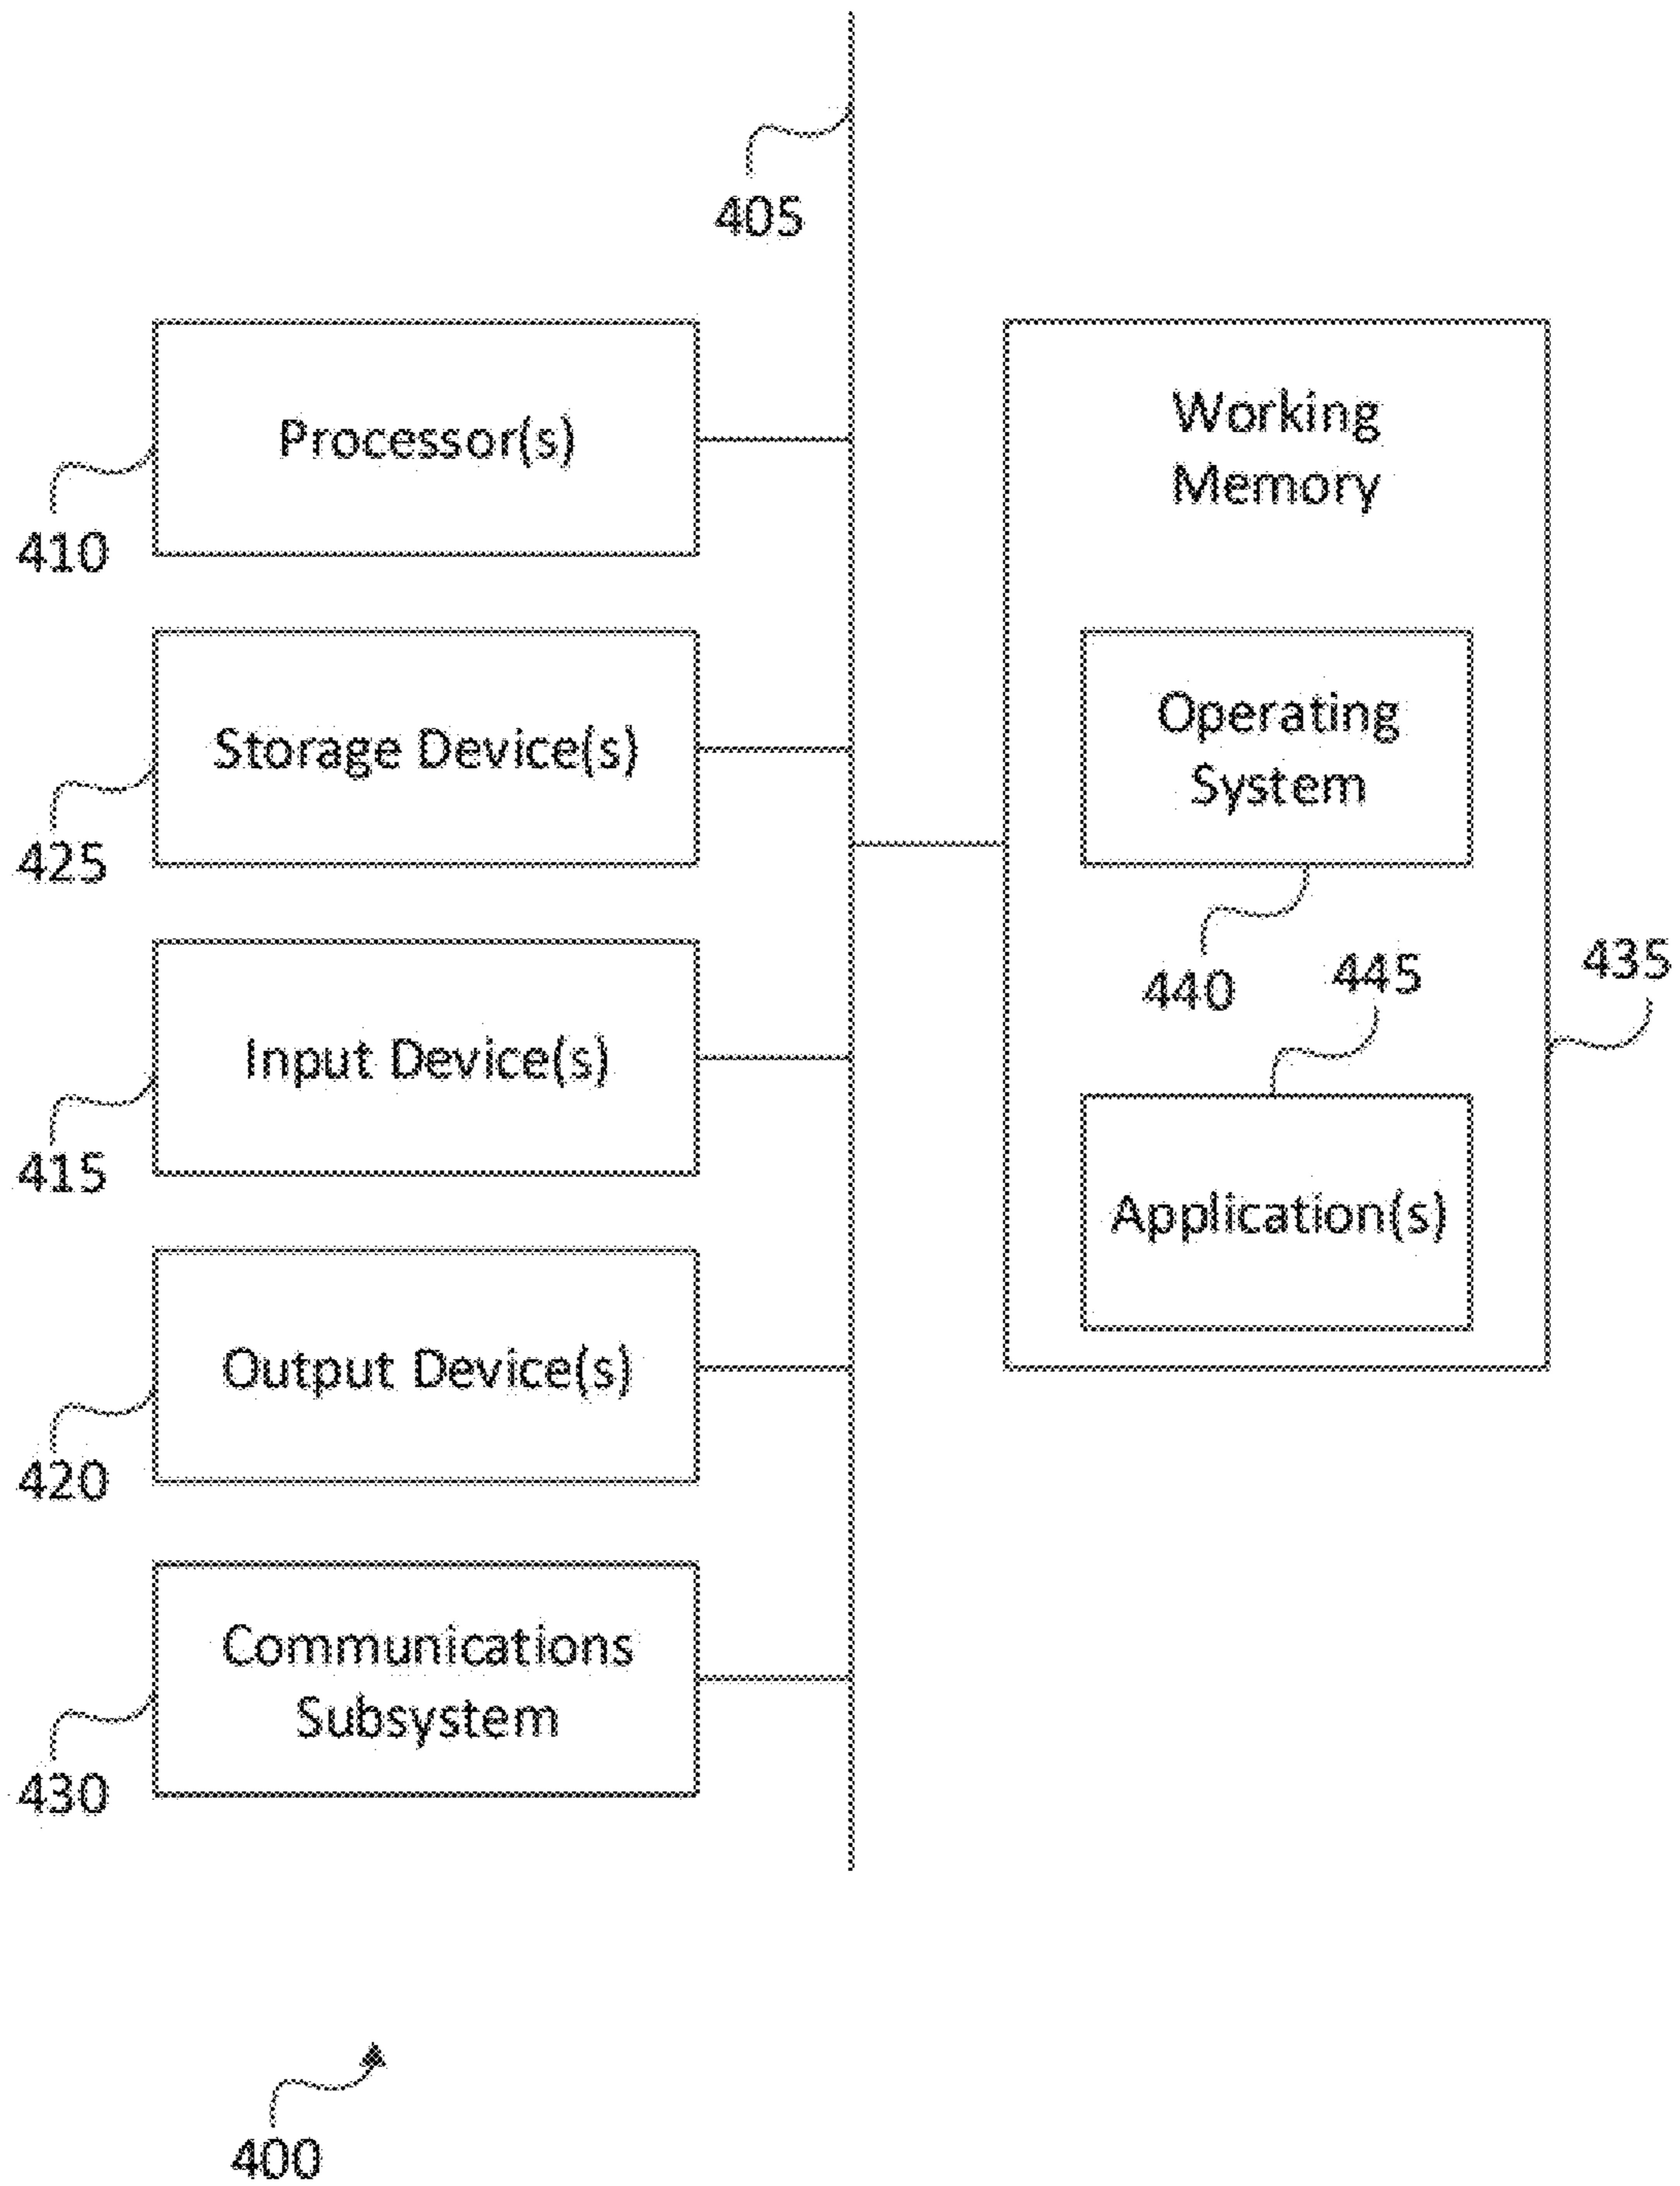 405
Processor(s)
410
Storage Device(s)
425
Input Device(s)
415
Output Device(s)
420
Communications
Subsystem
430
Working
Memory
Operating
System
440
445
435
Application(s)
400